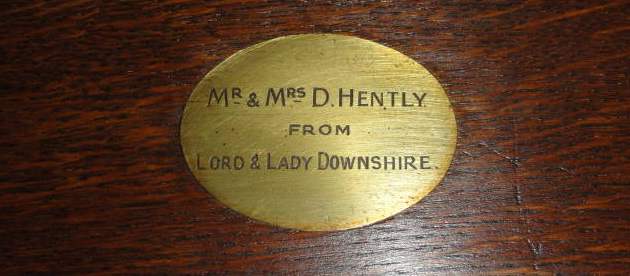 Mr & Mrs D. Hently
from
Lord & Lady Downshire.